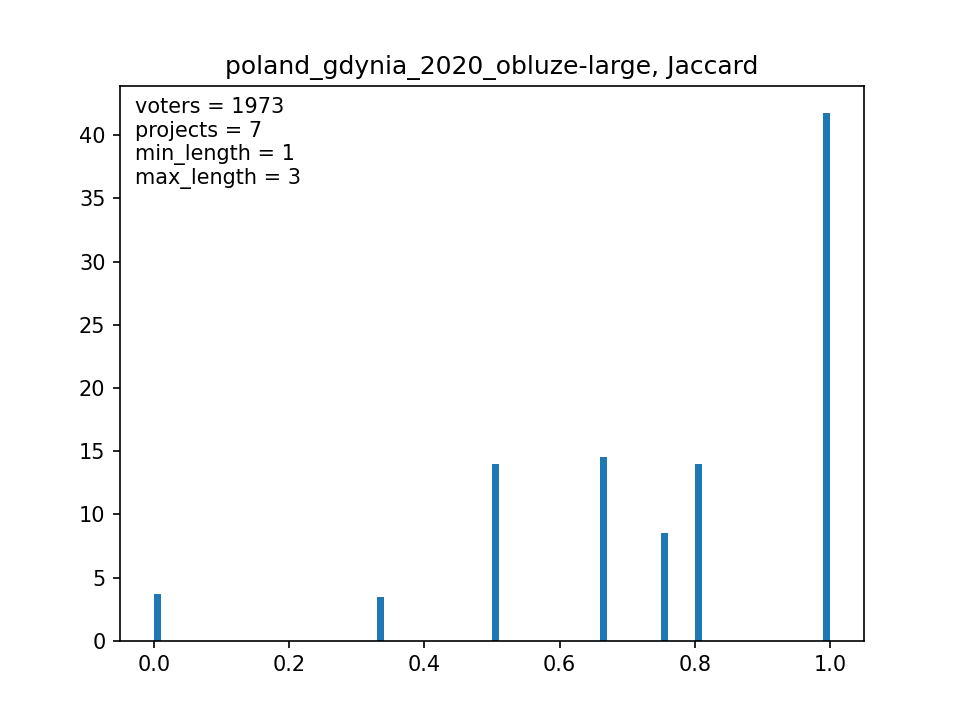 poland_gdynia_2020_obluze-large, Jaccard
voters = 1973
projects = 7
min_length = 1
max_length = 3
40
35
30
25
20
15
10
5
0
0.0 0.2 0.4 0.6 0.8 1.0